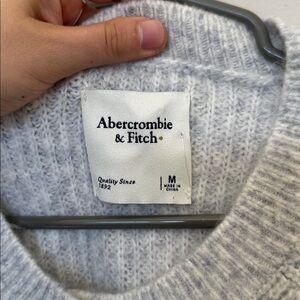 Abercrombie
& Fitch
Quality Since
1892
M
MADE IN
CHINA